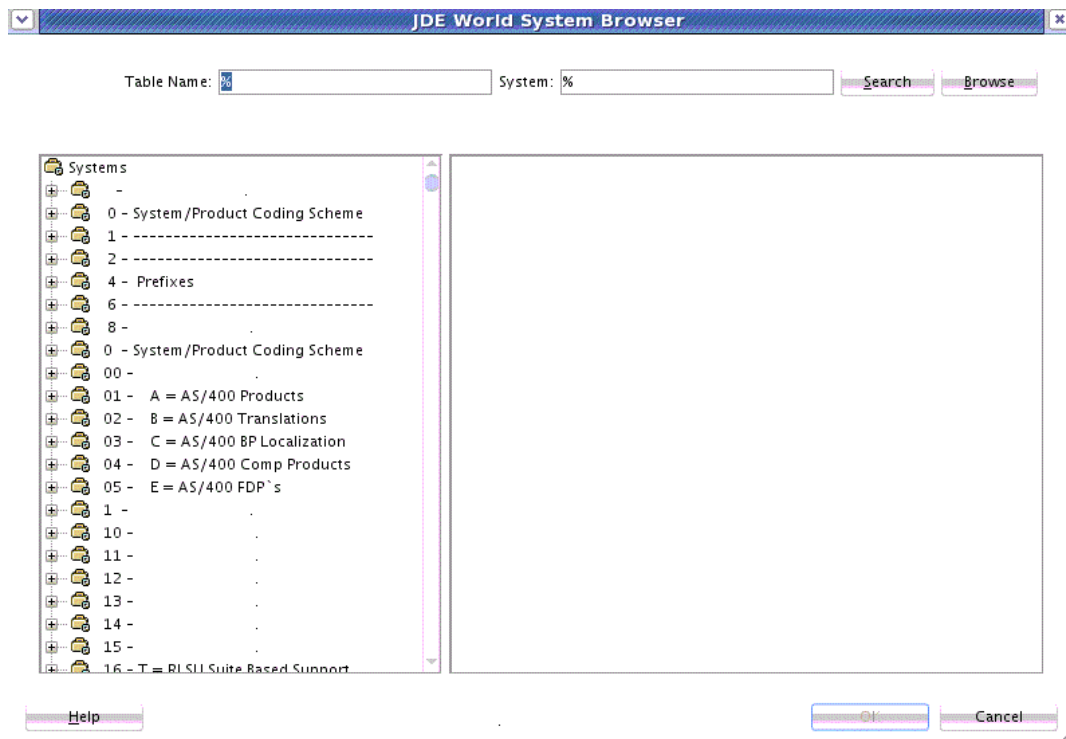 JDE World System Browser
Table Name: % System: % Search Browse
Systems
- .
0 - System/Product Coding Scheme
1 - ------------------------------
2 - ------------------------------
4 - Prefixes
6 - ------------------------------
8 - .
0 - System/Product Coding Scheme
00 - .
01 - A = AS/400 Products
02 - B = AS/400 Translations
03 - C = AS/400 BP Localization
04 - D = AS/400 Comp Products
05 - E = AS/400 FDP`s
1 - .
10 - .
11 - .
12 - .
13 - .
14 - .
15 - .
16 - T = RLSU Suite Based Support
Help . OK Cancel